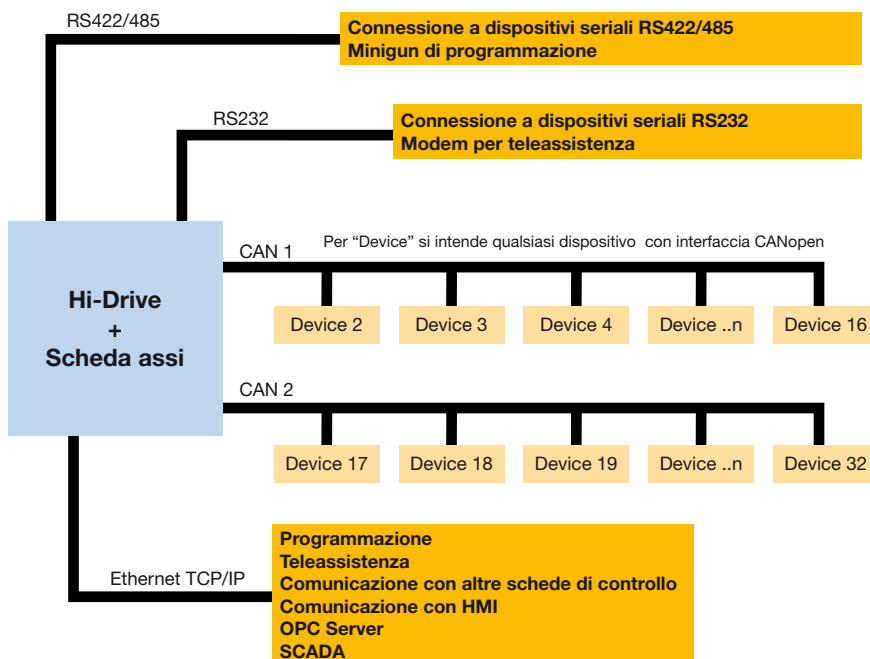 RS422/485
Connessione a dispositivi seriali RS422/485
Minigun di programmazione
RS232
Connessione a dispositivi seriali RS232
Modem per teleassistenza
Hi-Drive
+
Scheda assi
CAN 1
Per “Device” si intende qualsiasi dispositivo con interfaccia CANopen
Device 2
Device 3
Device 4
Device ..n
Device 16
CAN 2
Device 17
Device 18
Device 19
Device ..n
Device 32
Ethernet TCP/IP
Programmazione
Teleassistenza
Comunicazione con altre schede di controllo
Comunicazione con HMI
OPC Server
SCADA